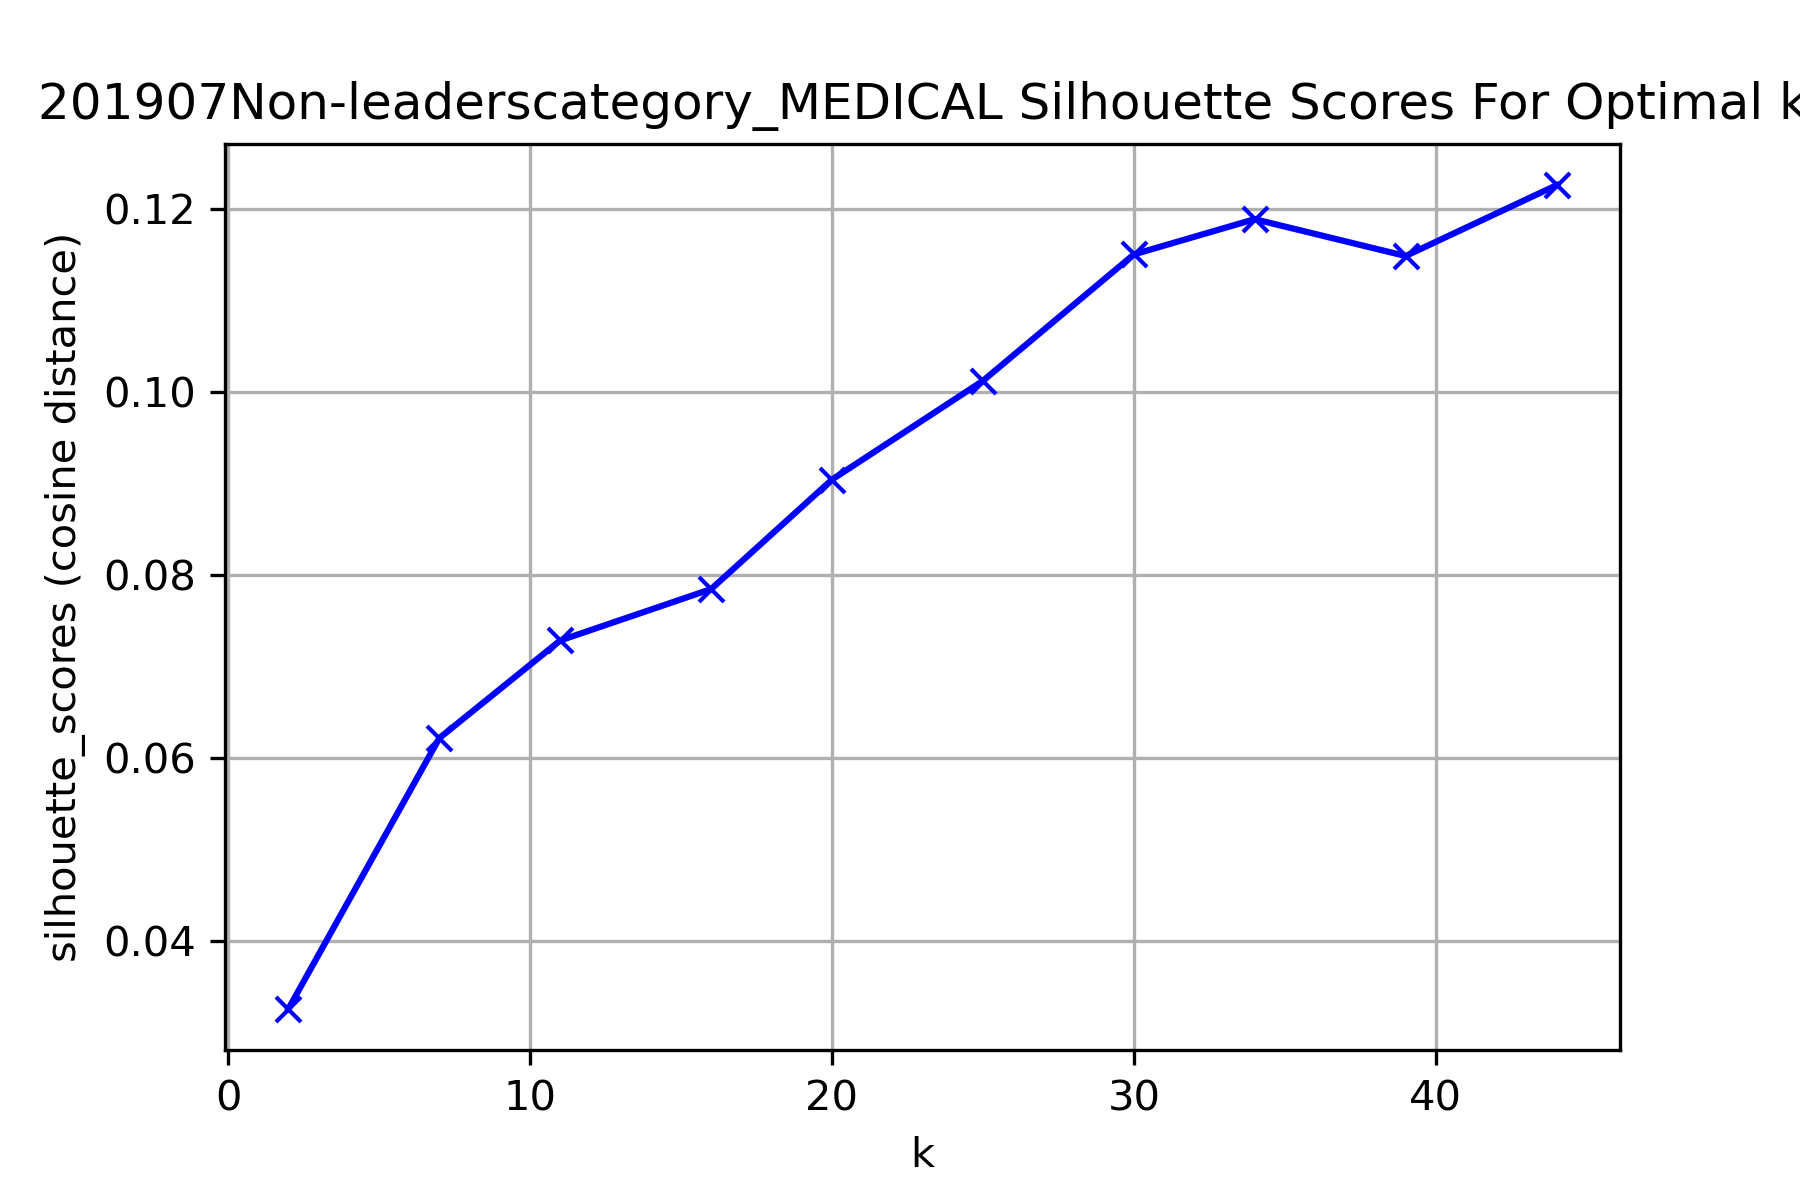 201907Non-leaderscategory_MEDICAL Silhouette Scores For Optimal k
silhouette_scores (cosine distance)
0.12
0.10
0.08
0.06
0.04
0 10 20 30 40
k